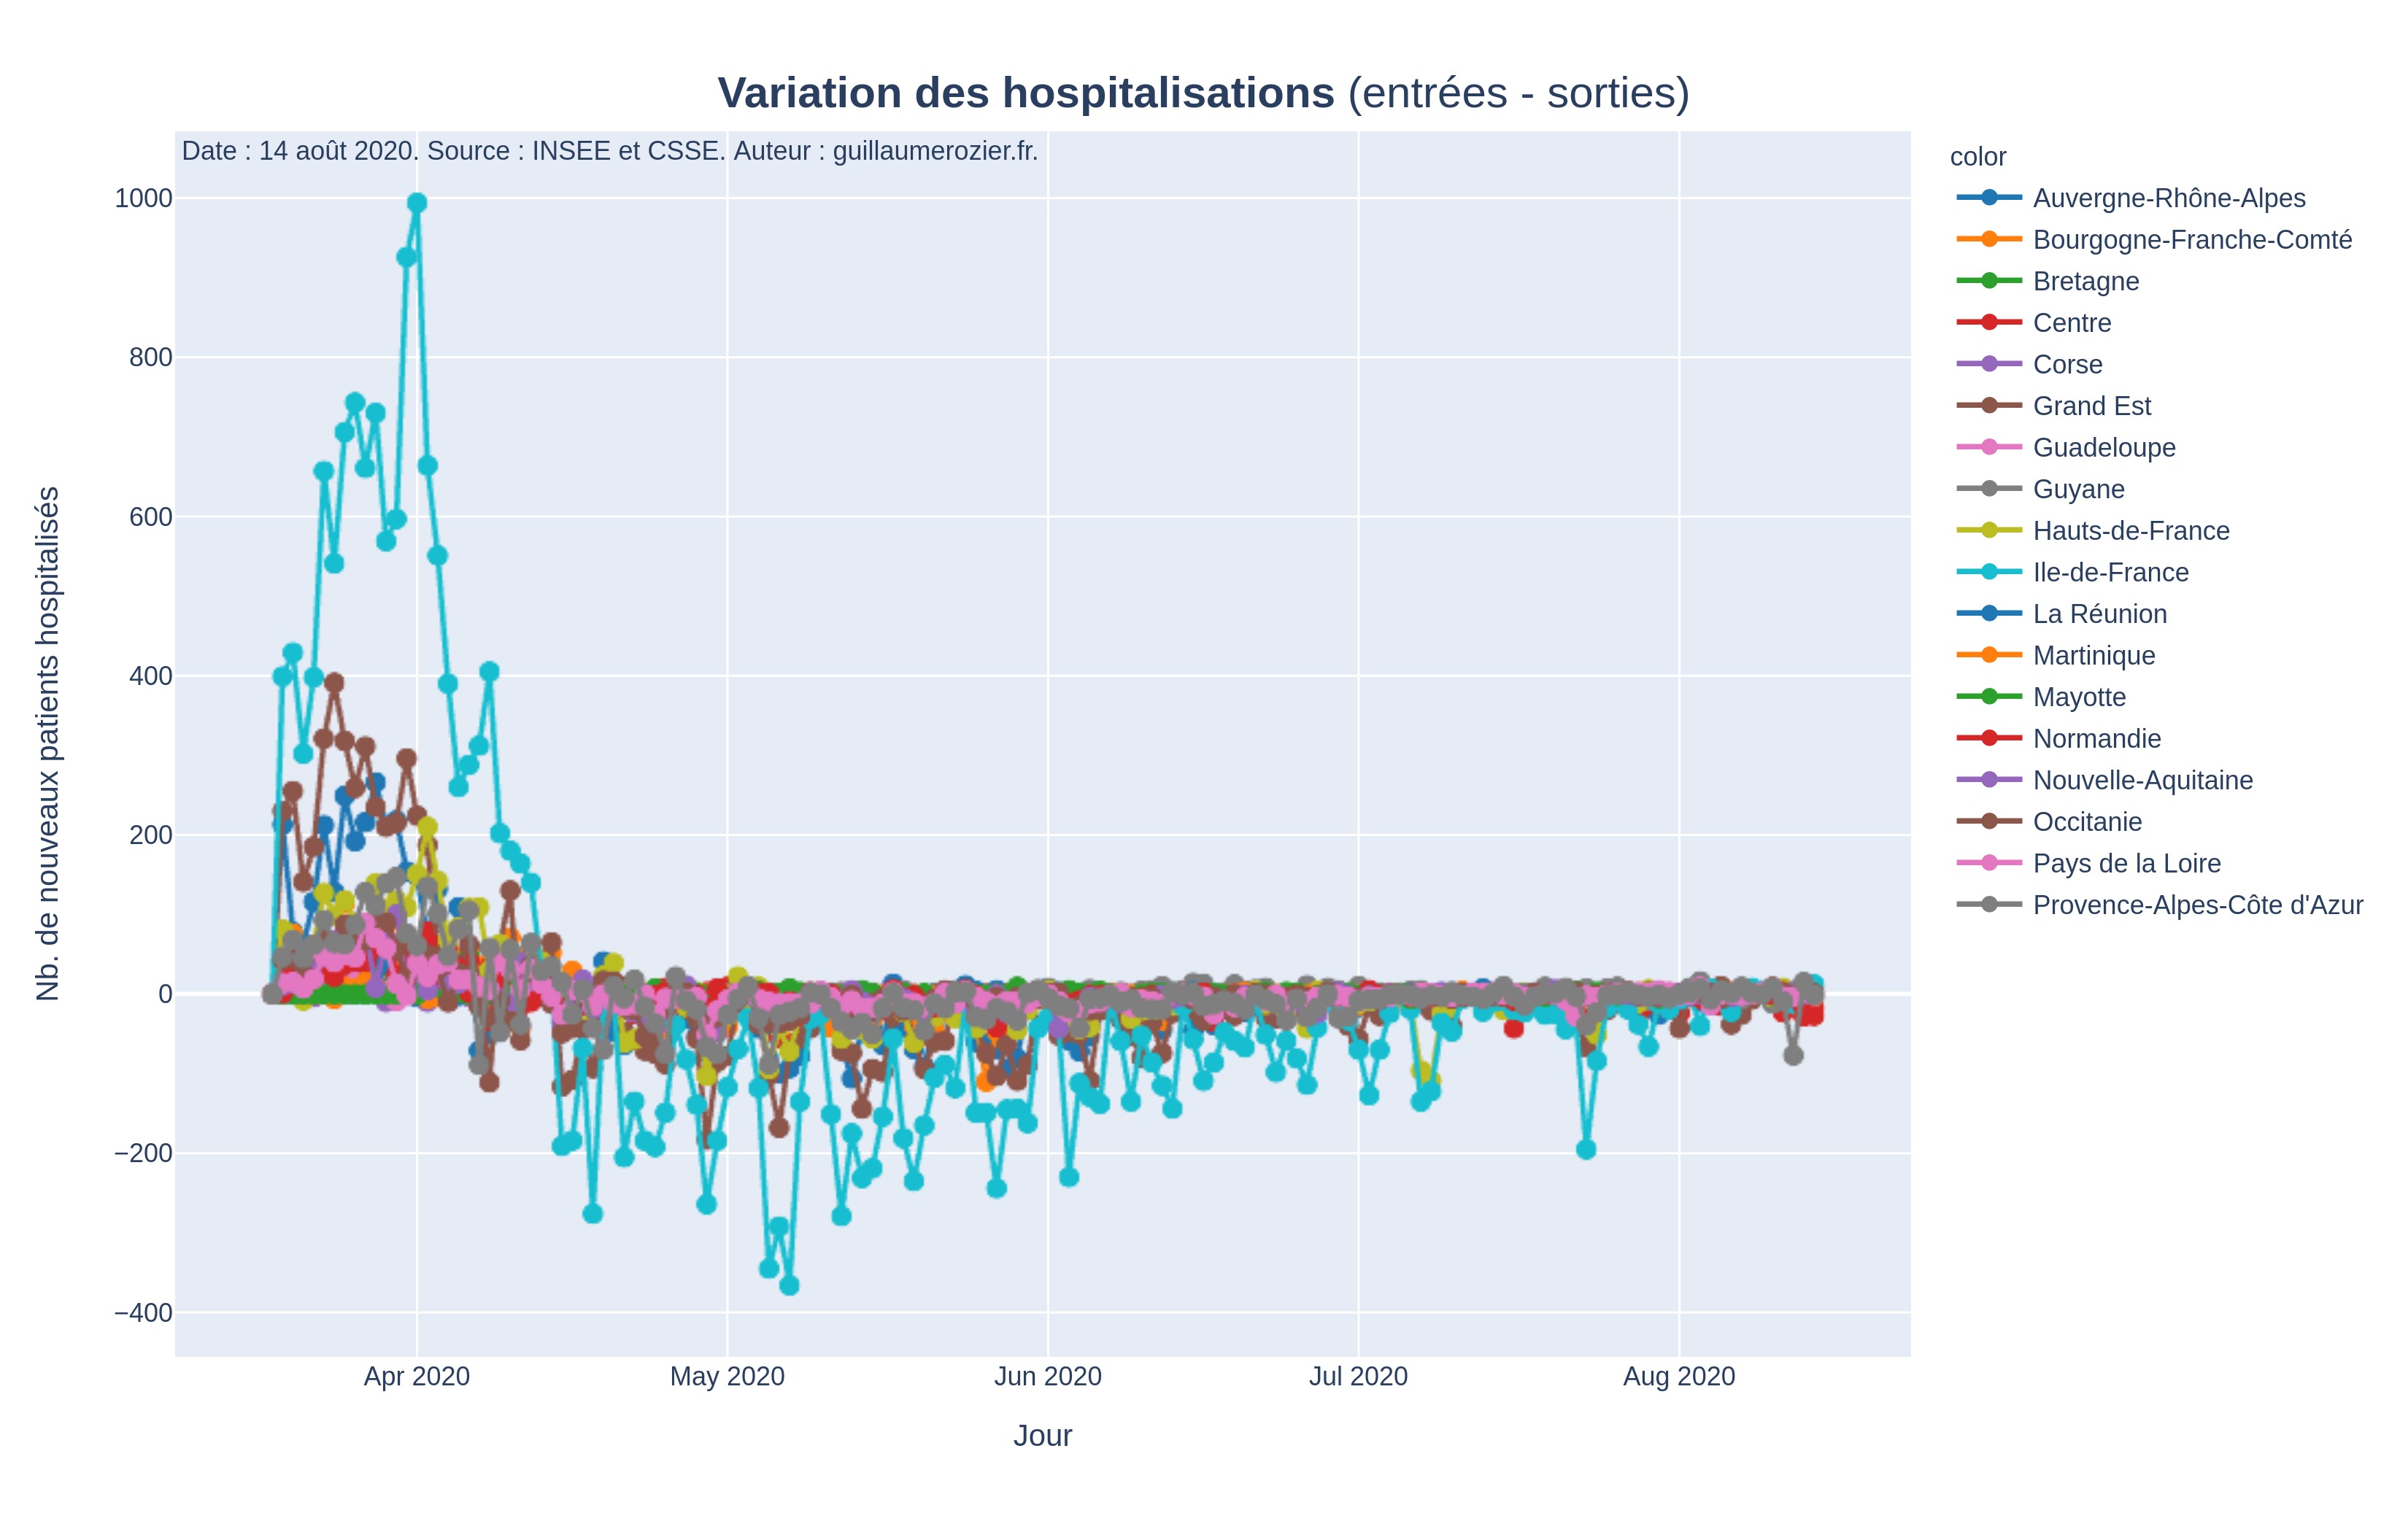 Variation des hospitalisations (entrées - sorties)
Date : 14 août 2020. Source : INSEE et CSSE. Auteur : guillaumerozier.fr.
color
Auvergne-Rhône-Alpes
Bourgogne-Franche-Comté
Bretagne
Centre
Corse
Grand Est
Guadeloupe
Guyane
Hauts-de-France
Ile-de-France
La Réunion
Martinique
Mayotte
Normandie
Nouvelle-Aquitaine
Occitanie
Pays de la Loire
Provence-Alpes-Côte d'Azur
Nb. de nouveaux patients hospitalisés
1000
800
600
400
200
0
−200
−400
Apr 2020 May 2020 Jun 2020 Jul 2020 Aug 2020
Jour